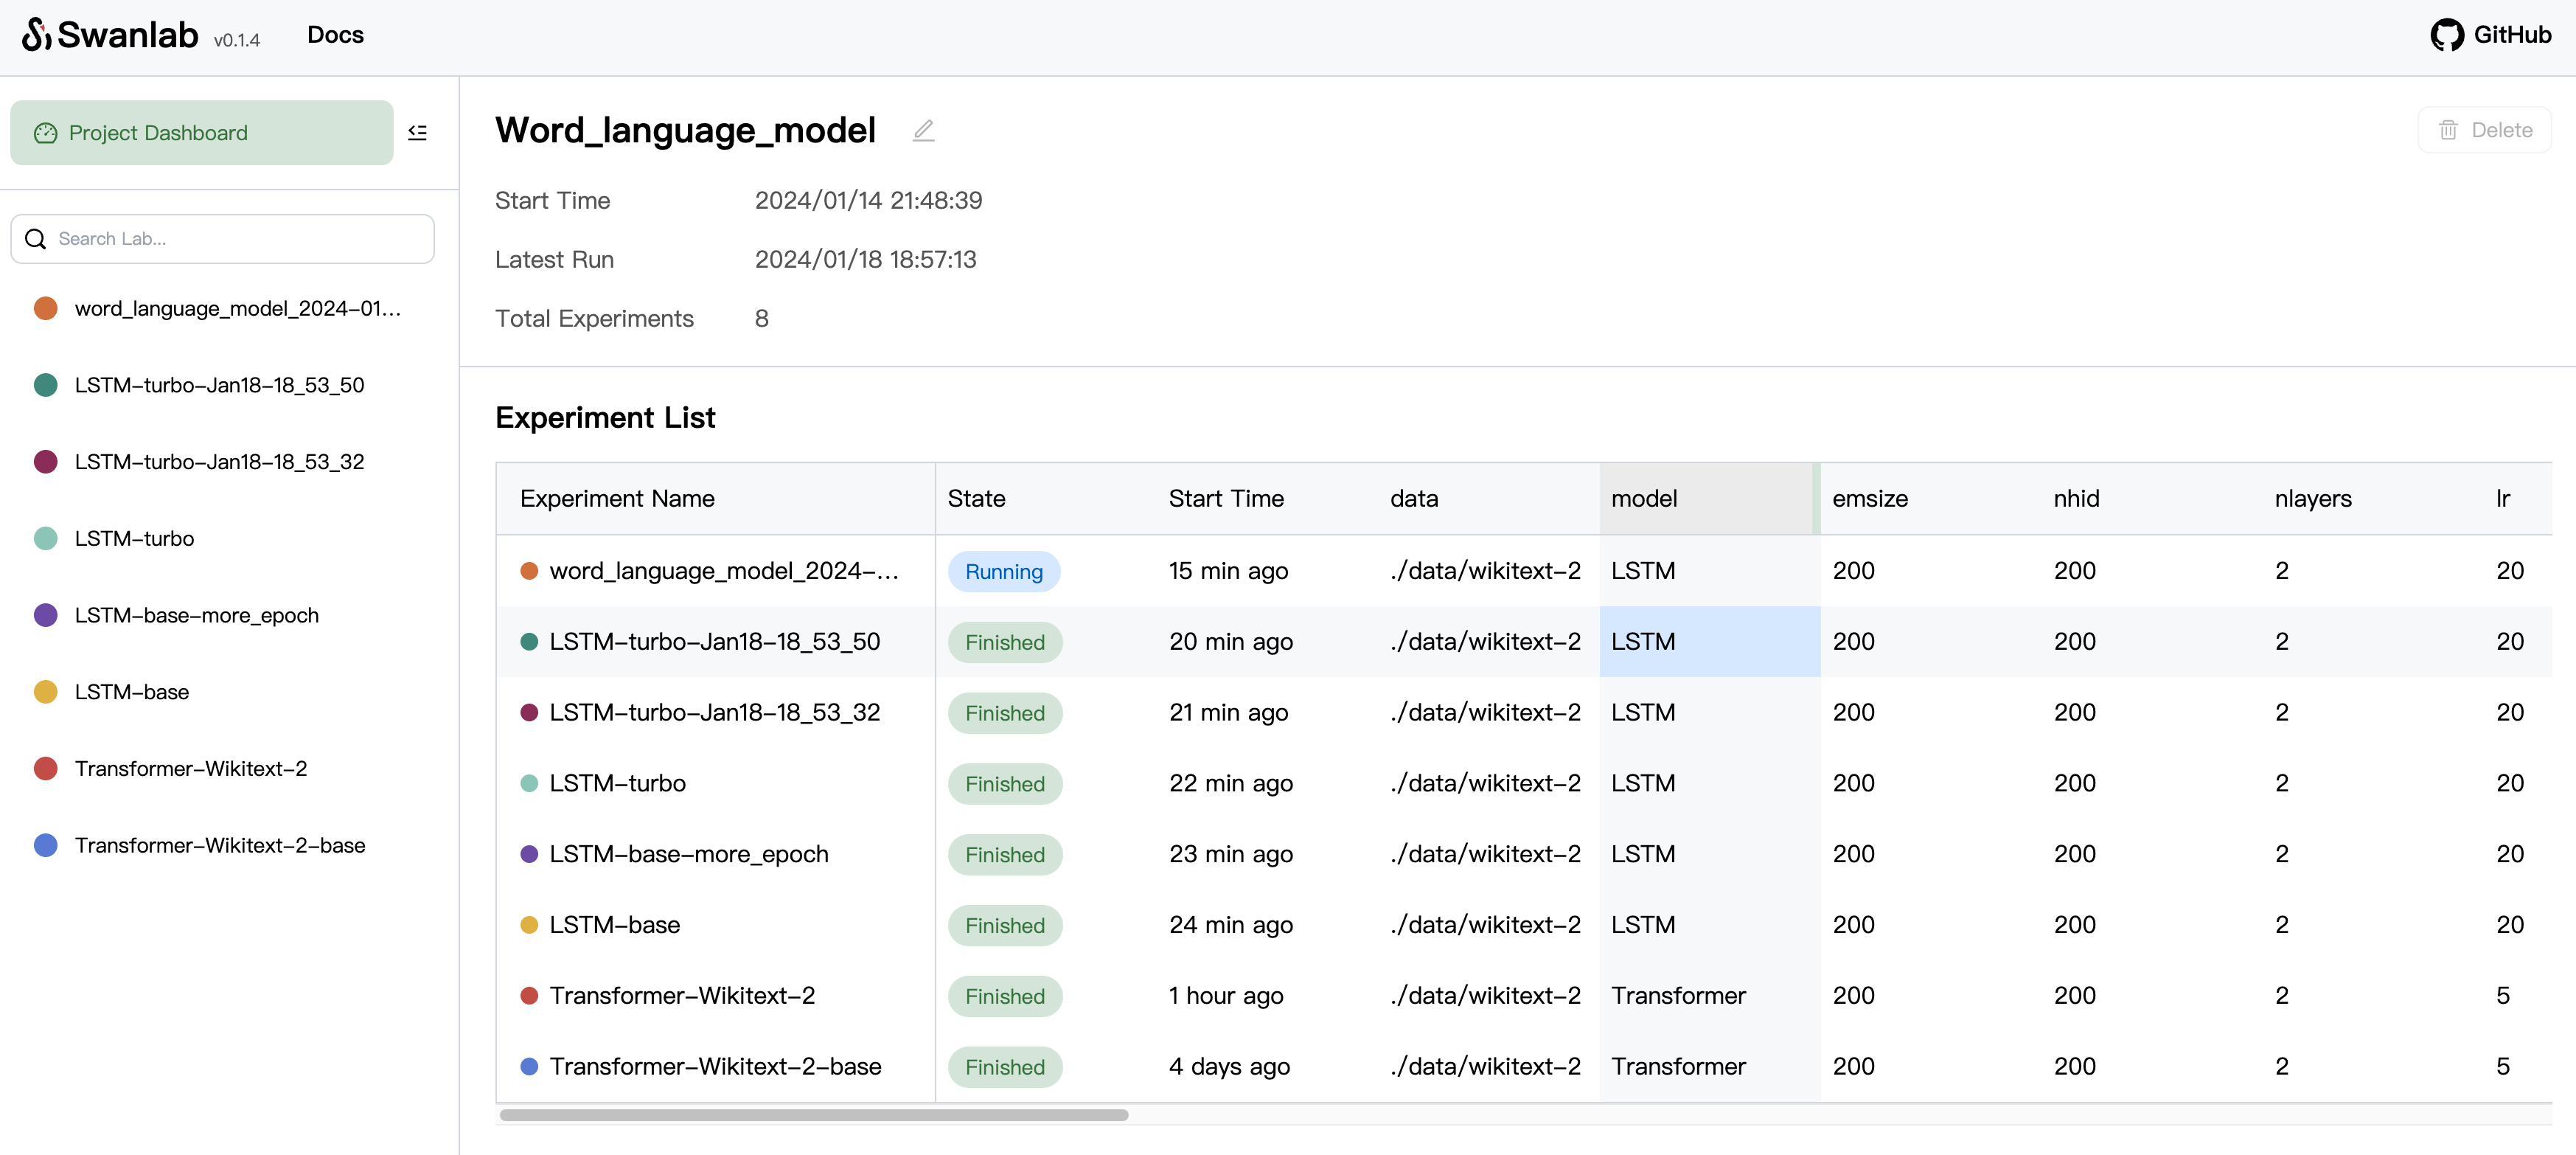 Swanlab v0.1.4 Docs GitHub
Project Dashboard
Search Lab...
word_language_model_2024-01...
LSTM-turbo-Jan18-18_53_50
LSTM-turbo-Jan18-18_53_32
LSTM-turbo
LSTM-base-more_epoch
LSTM-base
Transformer-Wikitext-2
Transformer-Wikitext-2-base
Word_language_model
Delete
Start Time 2024/01/14 21:48:39
Latest Run 2024/01/18 18:57:13
Total Experiments 8
Experiment List
Experiment Name State Start Time data model emsize nhid nlayers lr
word_language_model_2024-... Running 15 min ago ./data/wikitext-2 LSTM 200 200 2 20
LSTM-turbo-Jan18-18_53_50 Finished 20 min ago ./data/wikitext-2 LSTM 200 200 2 20
LSTM-turbo-Jan18-18_53_32 Finished 21 min ago ./data/wikitext-2 LSTM 200 200 2 20
LSTM-turbo Finished 22 min ago ./data/wikitext-2 LSTM 200 200 2 20
LSTM-base-more_epoch Finished 23 min ago ./data/wikitext-2 LSTM 200 200 2 20
LSTM-base Finished 24 min ago ./data/wikitext-2 LSTM 200 200 2 20
Transformer-Wikitext-2 Finished 1 hour ago ./data/wikitext-2 Transformer 200 200 2 5
Transformer-Wikitext-2-base Finished 4 days ago ./data/wikitext-2 Transformer 200 200 2 5